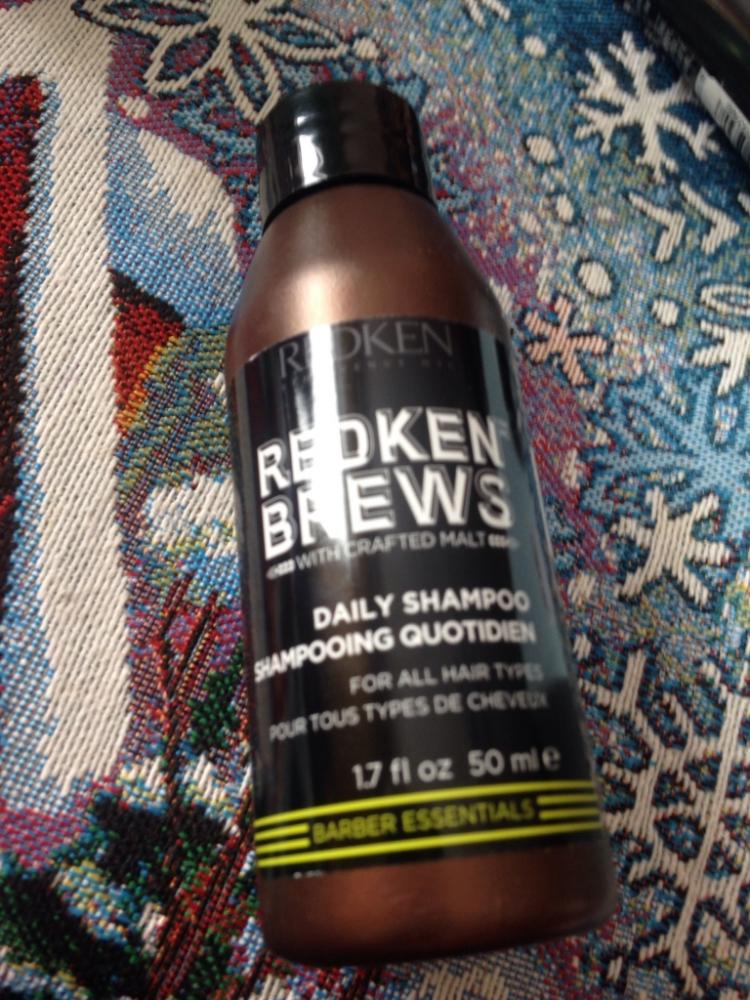 REDKEN
REDKEN
BREWS
WITH CRAFTED MALT
DAILY SHAMPOO
SHAMPOOING QUOTIDIEN
FOR ALL HAIR TYPES
POUR TOUS TYPES DE CHEVEUX
1.7 fl oz 50 ml e
BARBER ESSENTIALS